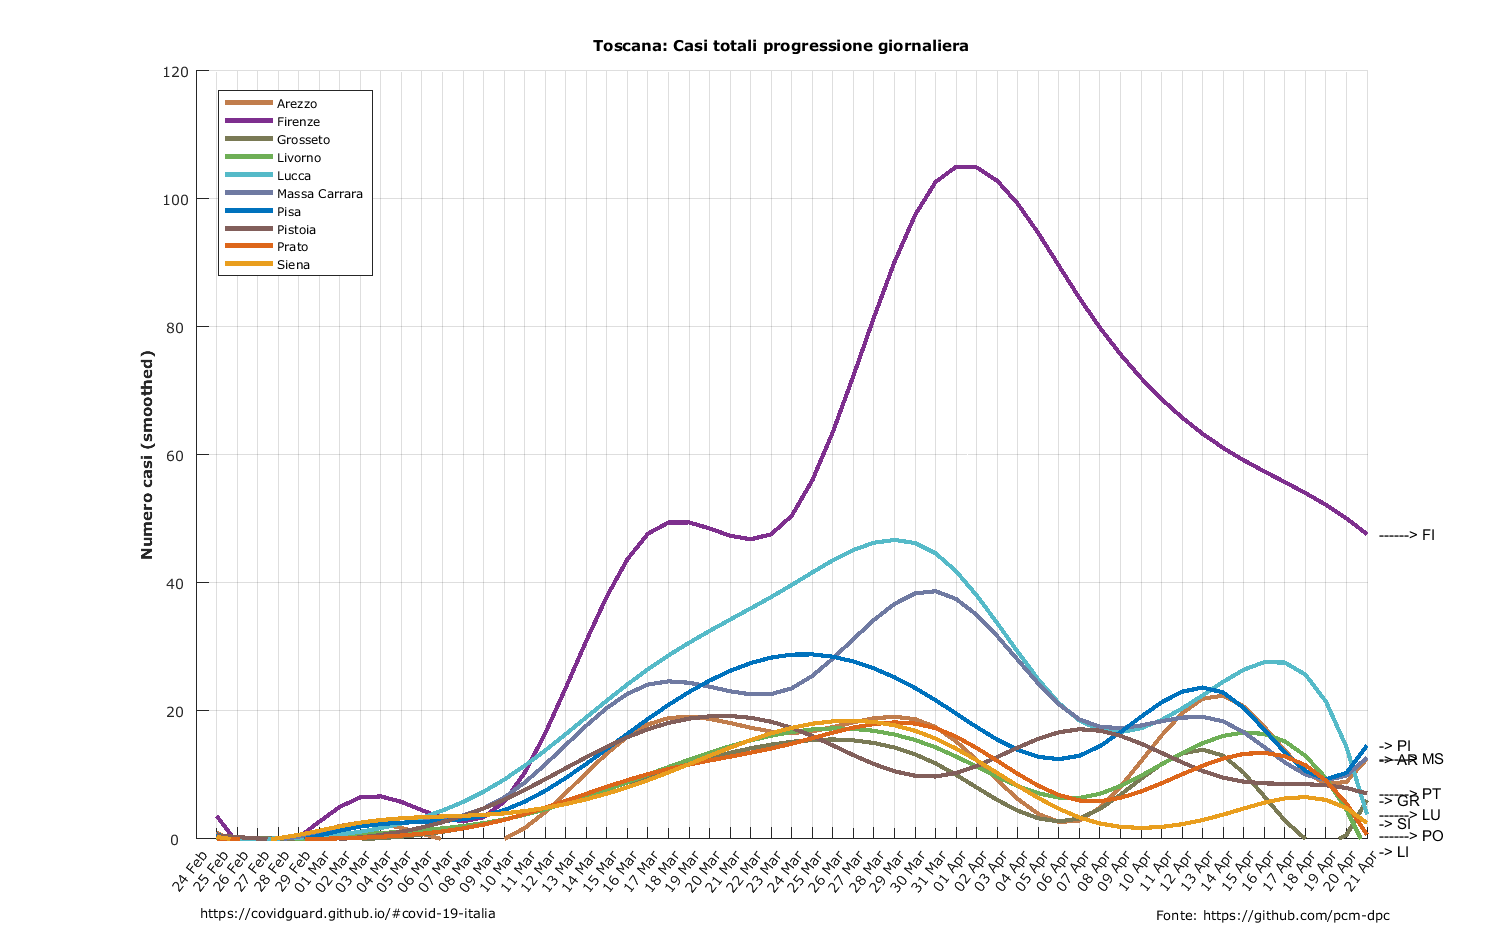 Toscana: Casi totali progressione giornaliera
Numero casi (smoothed)
120
100
80
60
40
20
0
Arezzo
Firenze
Grosseto
Livorno
Lucca
Massa Carrara
Pisa
Pistoia
Prato
Siena
------> FI
-> PI
-> AR
------> MS
------> PT
-> GR
------> LU
-> SI
------> PO
-> LI
24 Feb
25 Feb
26 Feb
27 Feb
28 Feb
29 Feb
01 Mar
02 Mar
03 Mar
04 Mar
05 Mar
06 Mar
07 Mar
08 Mar
09 Mar
10 Mar
11 Mar
12 Mar
13 Mar
14 Mar
15 Mar
16 Mar
17 Mar
18 Mar
19 Mar
20 Mar
21 Mar
22 Mar
23 Mar
24 Mar
25 Mar
26 Mar
27 Mar
28 Mar
29 Mar
30 Mar
31 Mar
01 Apr
02 Apr
03 Apr
04 Apr
05 Apr
06 Apr
07 Apr
08 Apr
09 Apr
10 Apr
11 Apr
12 Apr
13 Apr
14 Apr
15 Apr
16 Apr
17 Apr
18 Apr
19 Apr
20 Apr
21 Apr
https://covidguard.github.io/#covid-19-italia
Fonte: https://github.com/pcm-dpc